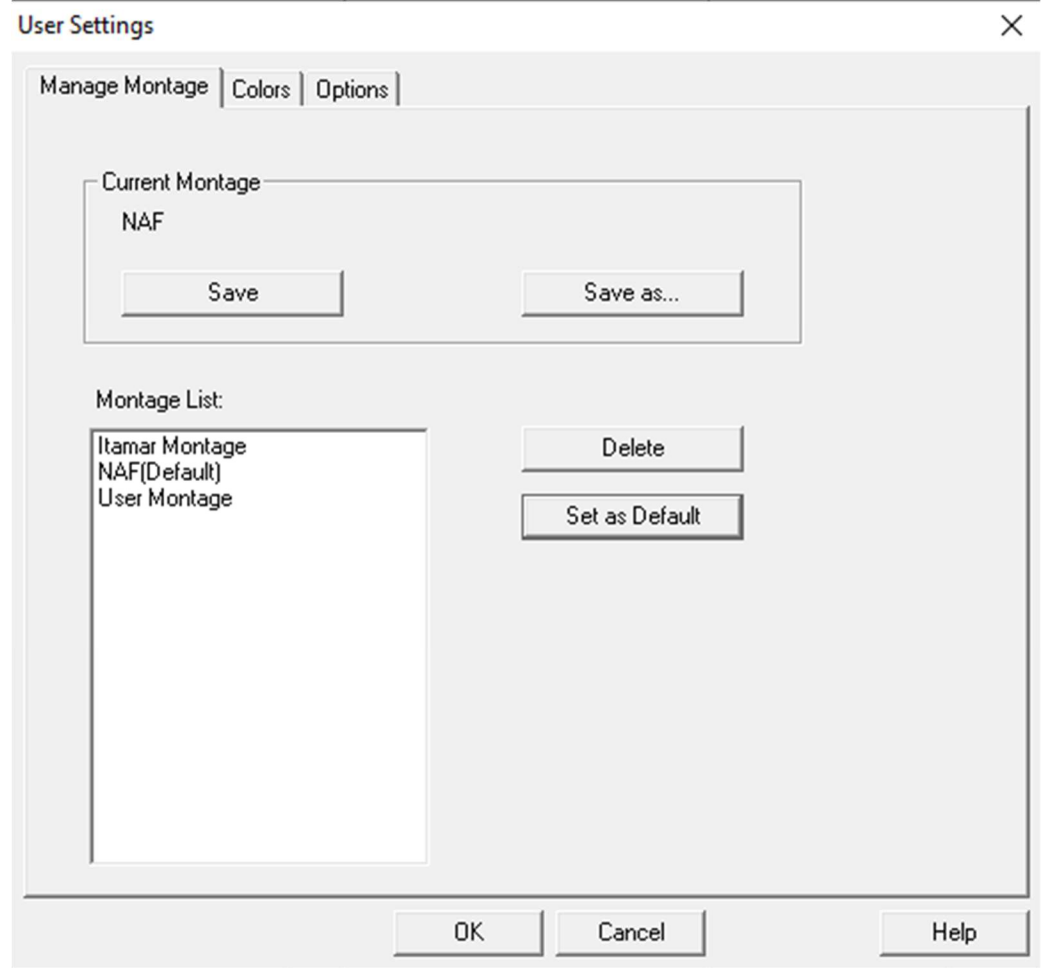 User Settings
Manage Montage Colors Options
Current Montage
NAF
Save Save as...
Montage List:
Itamar Montage
NAF(Default)
User Montage
Delete
Set as Default
OK Cancel Help